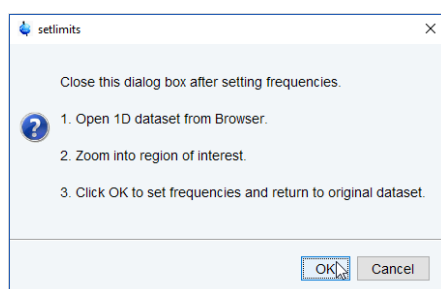 setlimits
Close this dialog box after setting frequencies.
1. Open 1D dataset from Browser.
2. Zoom into region of interest.
3. Click OK to set frequencies and return to original dataset.
OK Cancel